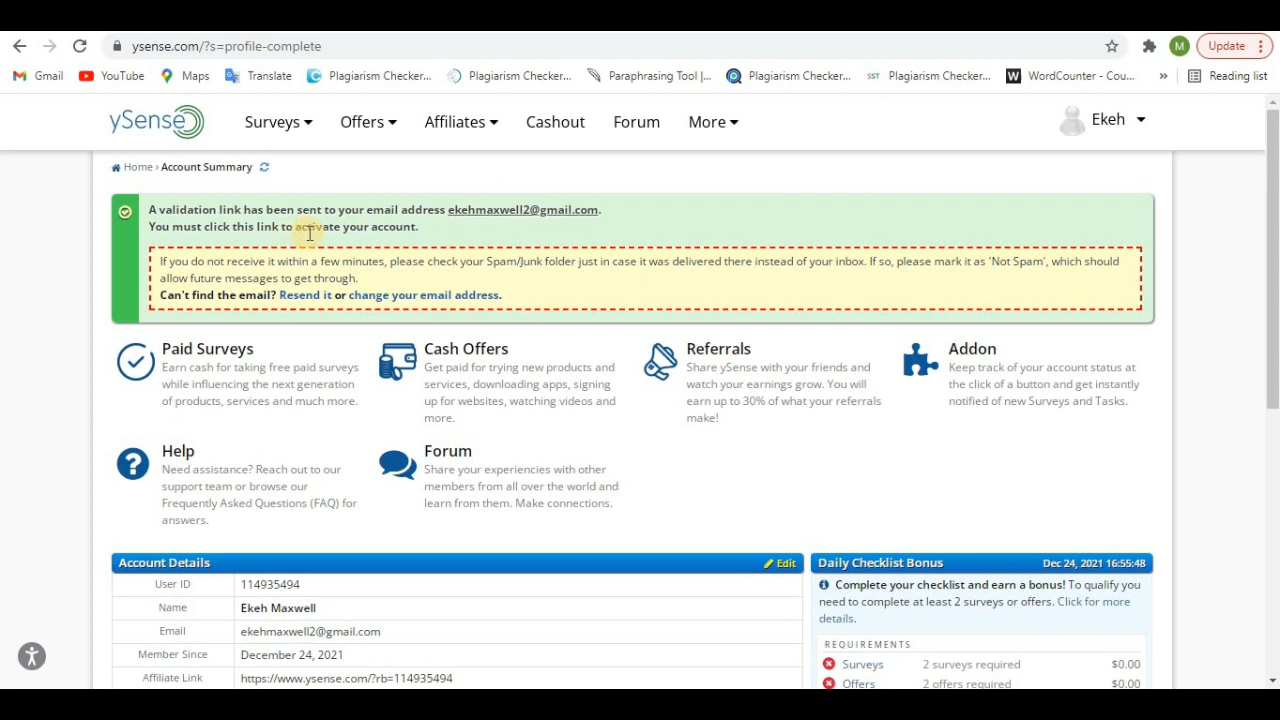 ysense.com/?s=profile-complete
M
Update
Gmail
YouTube
Maps
Translate
Plagiarism Checker...
Plagiarism Checker...
Paraphrasing Tool |...
Plagiarism Checker...
SST
Plagiarism Checker...
W
WordCounter - Cou...
»
Reading list
ySense
Surveys
Offers
Affiliates
Cashout
Forum
More
Ekeh
Home › Account Summary
A validation link has been sent to your email address ekehmaxwell2@gmail.com.
You must click this link to activate your account.
If you do not receive it within a few minutes, please check your Spam/Junk folder just in case it was delivered there instead of your inbox. If so, please mark it as 'Not Spam', which should
allow future messages to get through.
Can't find the email? Resend it or change your email address.
Paid Surveys
Earn cash for taking free paid surveys
while influencing the next generation
of products, services and much more.
Cash Offers
Get paid for trying new products and
services, downloading apps, signing
up for websites, watching videos and
more.
Referrals
Share ySense with your friends and
watch your earnings grow. You will
earn up to 30% of what your referrals
make!
Addon
Keep track of your account status at
the click of a button and get instantly
notified of new Surveys and Tasks.
Help
Need assistance? Reach out to our
support team or browse our
Frequently Asked Questions (FAQ) for
answers.
Forum
Share your experiencies with other
members from all over the world and
learn from them. Make connections.
Account Details
Edit
User ID 114935494
Name Ekeh Maxwell
Email ekehmaxwell2@gmail.com
Member Since December 24, 2021
Affiliate Link https://www.ysense.com/?rb=114935494
Daily Checklist Bonus Dec 24, 2021 16:55:48
Complete your checklist and earn a bonus! To qualify you
need to complete at least 2 surveys or offers. Click for more
details.
REQUIREMENTS
Surveys 2 surveys required $0.00
Offers 2 offers required $0.00